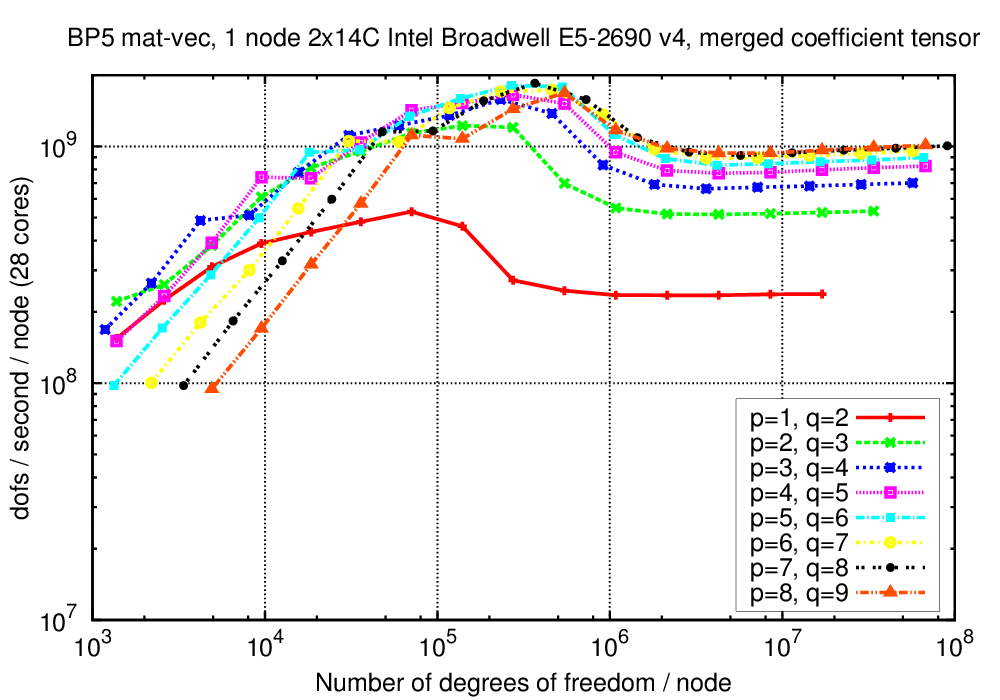 BP5 mat-vec, 1 node 2x14C Intel Broadwell E5-2690 v4, merged coefficient tensor
dofs / second / node (28 cores)
10^9
10^8
10^7
p=1, q=2
p=2, q=3
p=3, q=4
p=4, q=5
p=5, q=6
p=6, q=7
p=7, q=8
p=8, q=9
10^3 10^4 10^5 10^6 10^7 10^8
Number of degrees of freedom / node